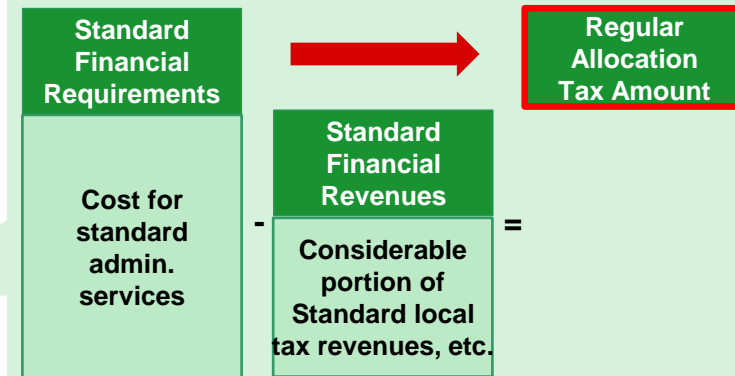 Standard
Financial
Requirements
Cost for
standard
admin.
services
-
Standard
Financial
Revenues
Considerable
portion of
Standard local
tax revenues, etc.
=
Regular
Allocation
Tax Amount